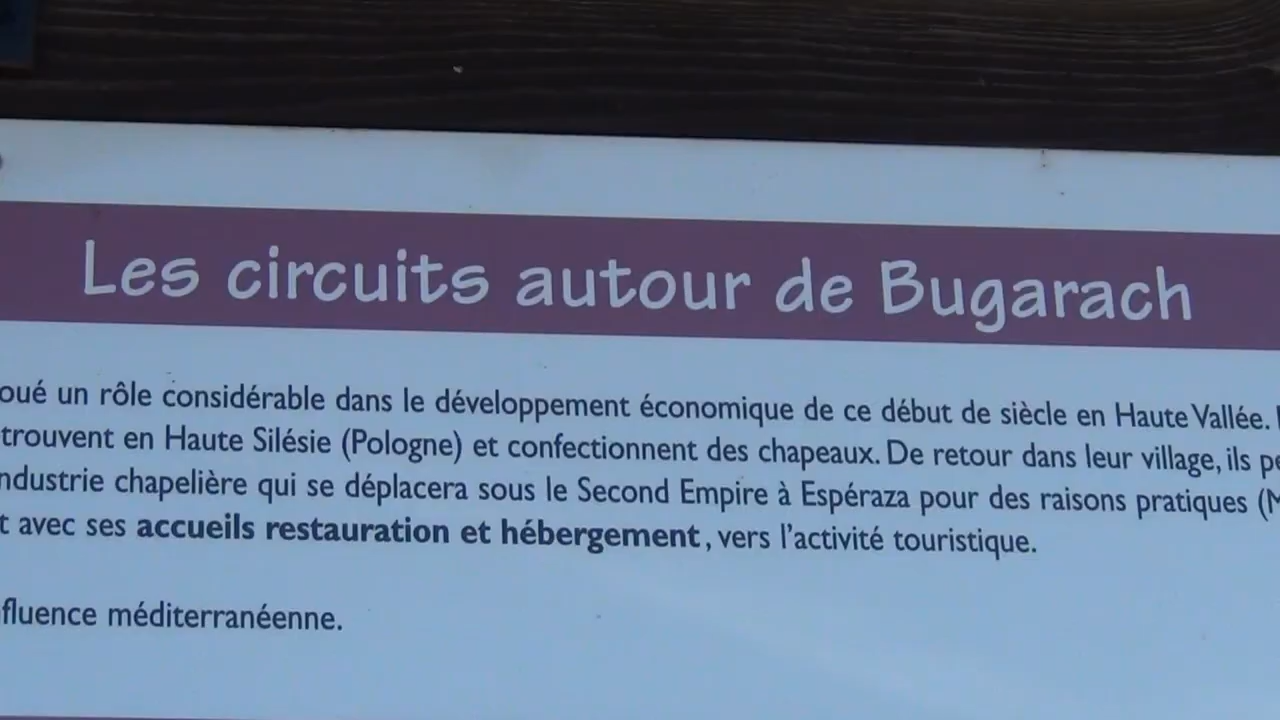 Les circuits autour de Bugarach
oué un rôle considérable dans le développement économique de ce début de siècle en Haute Vallée.
trouvent en Haute Silésie (Pologne) et confectionnent des chapeaux. De retour dans leur village, ils pe
ndustrie chapelière qui se déplacera sous le Second Empire à Espéraza pour des raisons pratiques (M
t avec ses accueils restauration et hébergement, vers l'activité touristique.
fluence méditerranéenne.